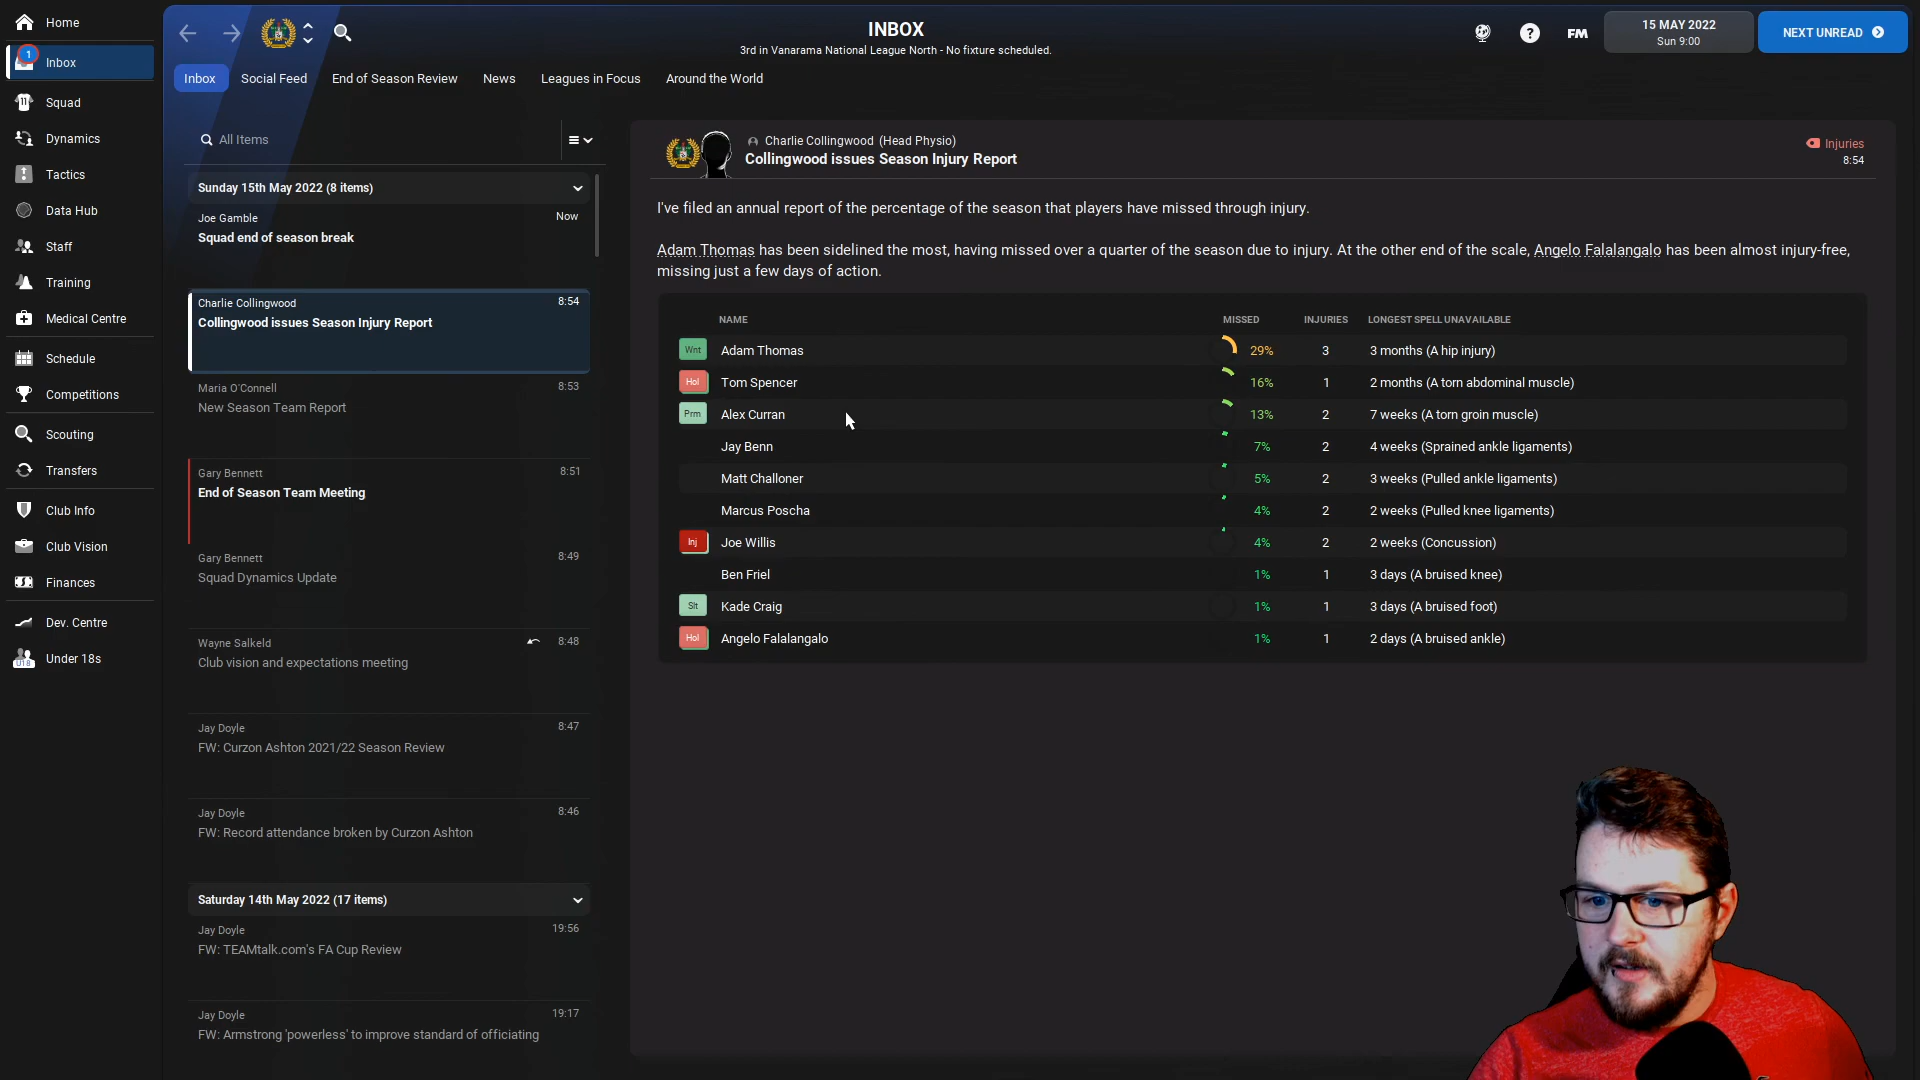 Home
1
Inbox
Squad
Dynamics
Tactics
Data Hub
Staff
Training
Medical Centre
Schedule
Competitions
Scouting
Transfers
Club Info
Club Vision
Finances
Dev. Centre
Under 18s
U18
INBOX
3rd in Vanarama National League North - No fixture scheduled.
?
FM
15 MAY 2022
Sun 9:00
NEXT UNREAD
Inbox Social Feed End of Season Review News Leagues in Focus Around the World
All Items
Sunday 15th May 2022 (8 items)
Joe Gamble Now
Squad end of season break
Charlie Collingwood 8:54
Collingwood issues Season Injury Report
Maria O'Connell 8:53
New Season Team Report
Gary Bennett 8:51
End of Season Team Meeting
Gary Bennett 8:49
Squad Dynamics Update
Wayne Salkeld 8:48
Club vision and expectations meeting
Jay Doyle 8:47
FW: Curzon Ashton 2021/22 Season Review
Jay Doyle 8:46
FW: Record attendance broken by Curzon Ashton
Saturday 14th May 2022 (17 items)
Jay Doyle 19:56
FW: TEAMtalk.com's FA Cup Review
Jay Doyle 19:17
FW: Armstrong 'powerless' to improve standard of officiating
Charlie Collingwood (Head Physio)
Collingwood issues Season Injury Report
Injuries
8:54
I've filed an annual report of the percentage of the season that players have missed through injury.
Adam Thomas has been sidelined the most, having missed over a quarter of the season due to injury. At the other end of the scale, Angelo Falalangalo has been almost injury-free,
missing just a few days of action.
NAME MISSED INJURIES LONGEST SPELL UNAVAILABLE
Wnt Adam Thomas 29% 3 3 months (A hip injury)
Hol Tom Spencer 16% 1 2 months (A torn abdominal muscle)
Prm Alex Curran 13% 2 7 weeks (A torn groin muscle)
Jay Benn 7% 2 4 weeks (Sprained ankle ligaments)
Matt Challoner 5% 2 3 weeks (Pulled ankle ligaments)
Marcus Poscha 4% 2 2 weeks (Pulled knee ligaments)
Inj Joe Willis 4% 2 2 weeks (Concussion)
Ben Friel 1% 1 3 days (A bruised knee)
Slt Kade Craig 1% 1 3 days (A bruised foot)
Hol Angelo Falalangalo 1% 1 2 days (A bruised ankle)